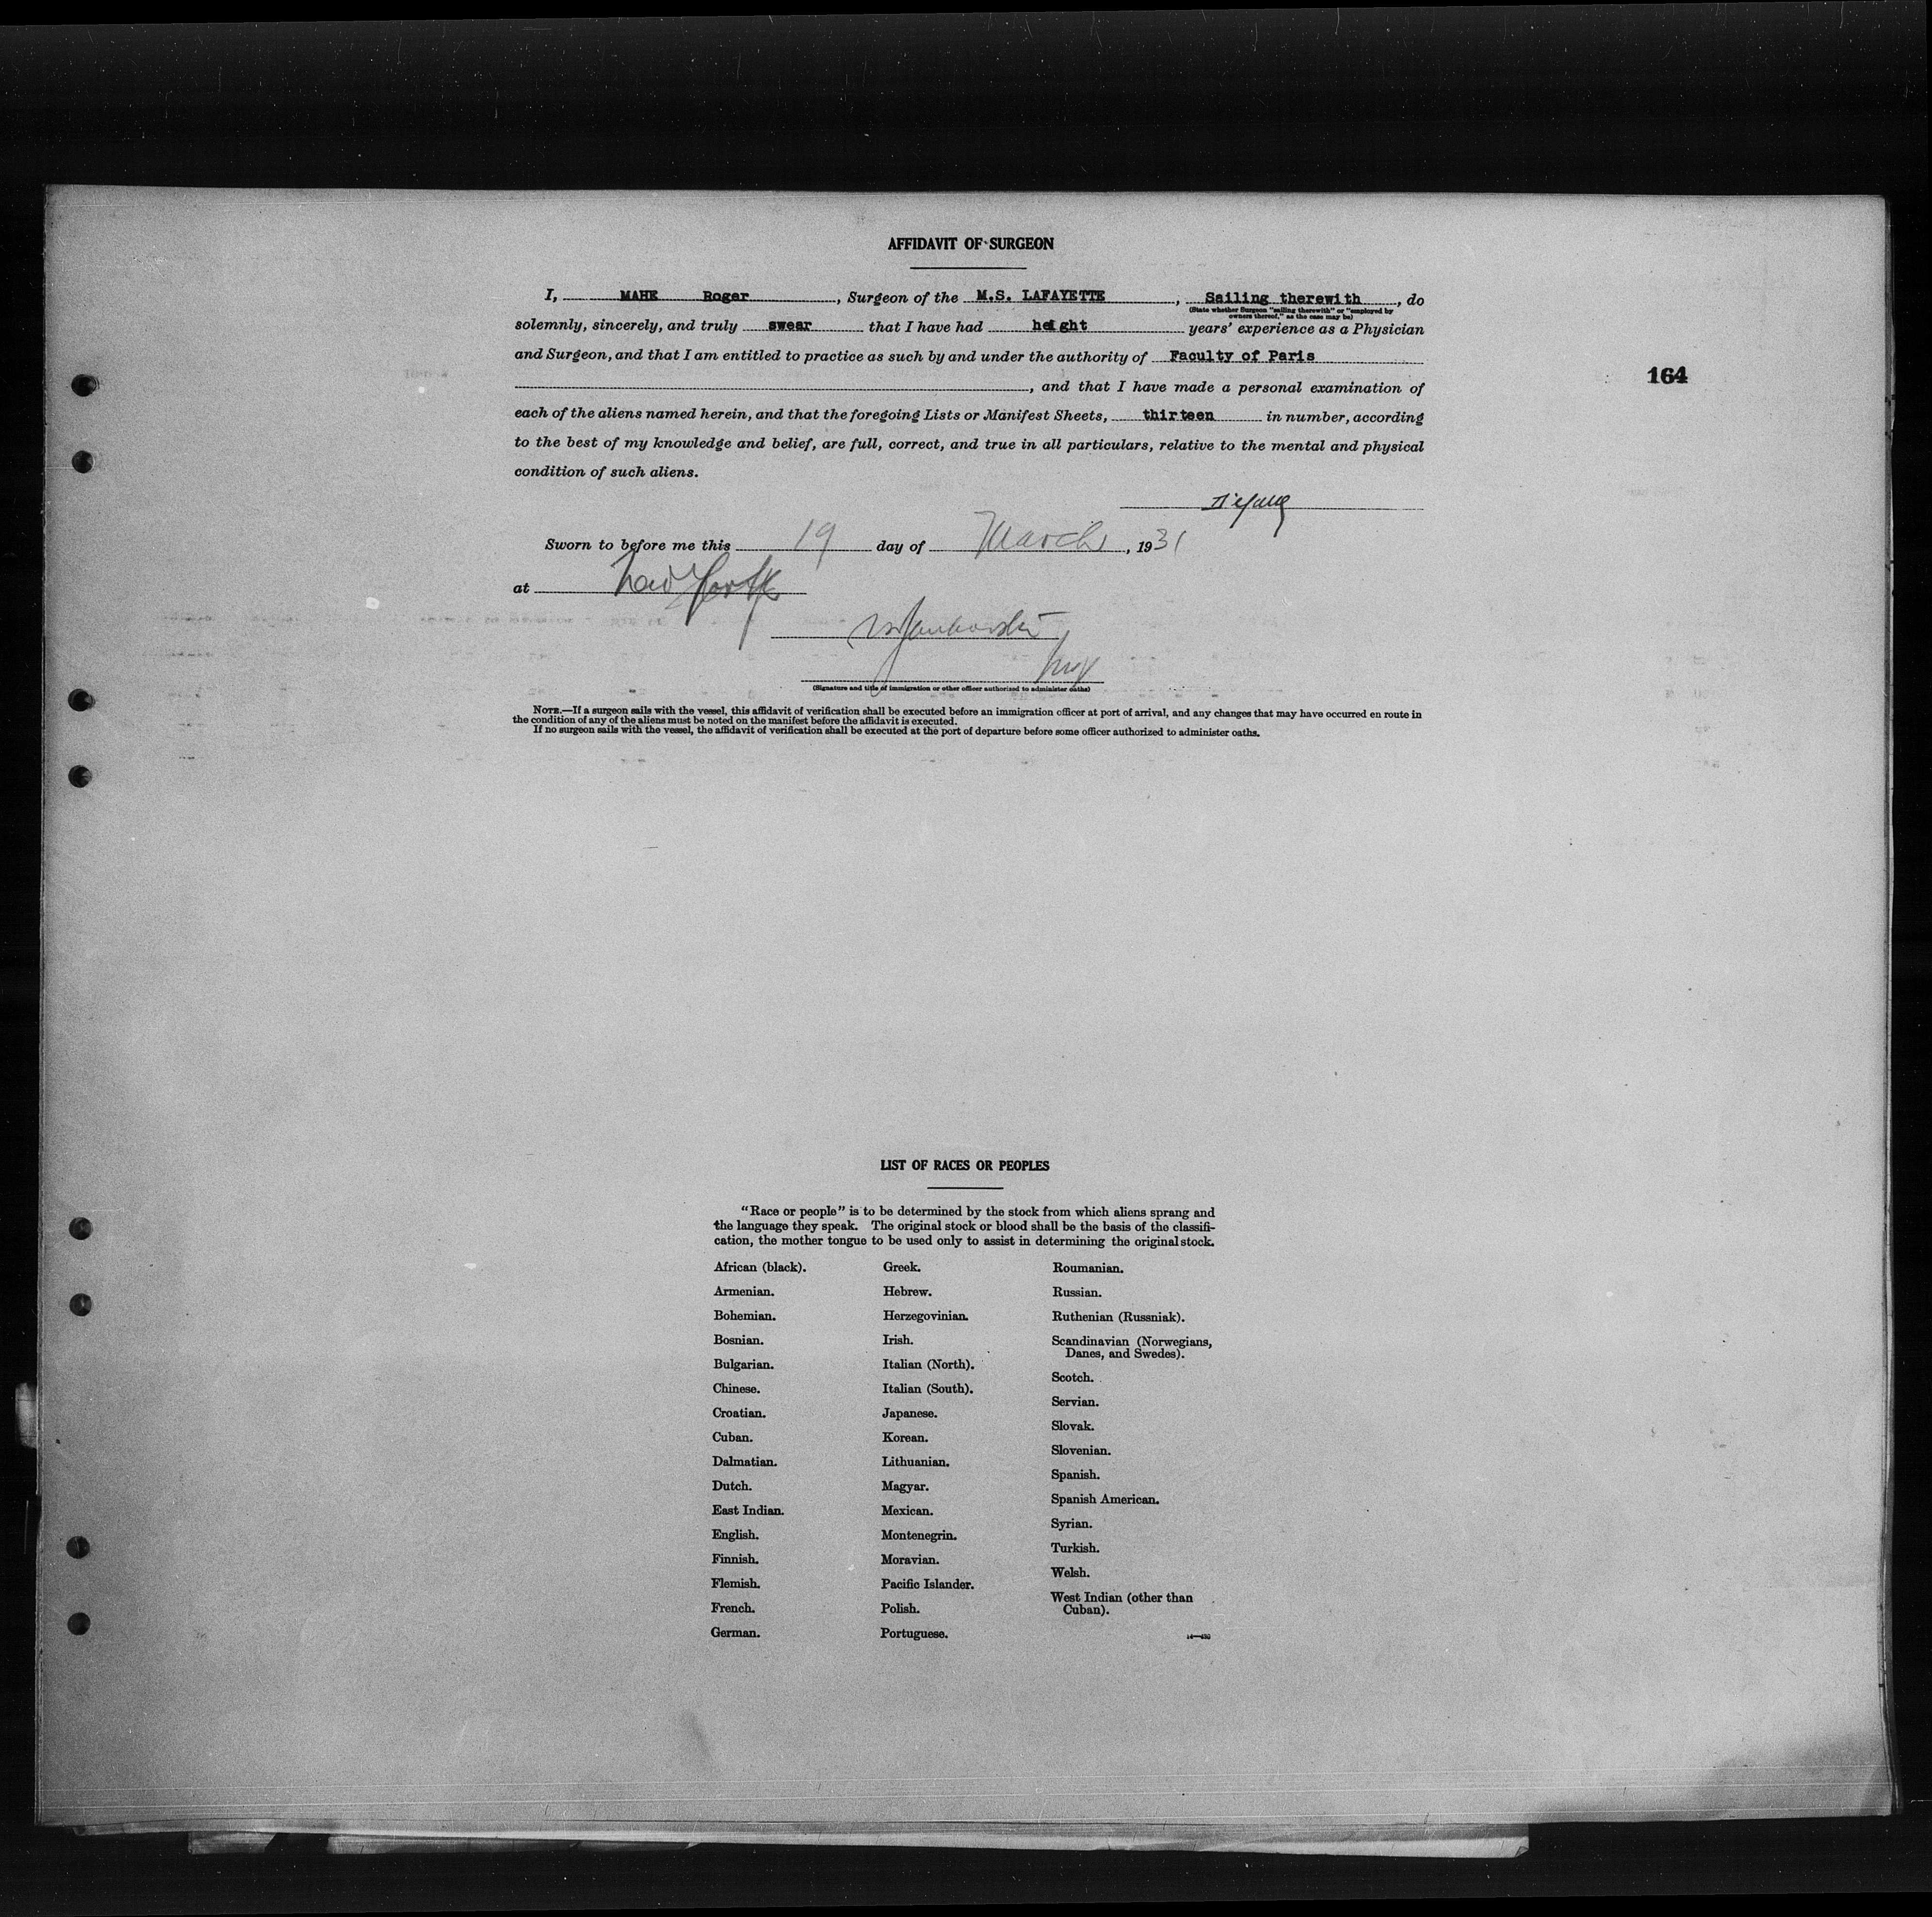 AFFIDAVIT OF SURGEON
I, MAHE Roger, Surgeon of the M.S. LAFAYETTE, Sailing therewith, do
(State whether Surgeon "sailing therewith" or "employed by
owners thereof," as the case may be)
solemnly, sincerely, and truly swear that I have had height years' experience as a Physician
and Surgeon, and that I am entitled to practice as such by and under the authority of Faculty of Paris
164
, and that I have made a personal examination of
each of the aliens named herein, and that the foregoing Lists or Manifest Sheets, thirteen in number, according
to the best of my knowledge and belief, are full, correct, and true in all particulars, relative to the mental and physical
condition of such aliens.
Sworn to before me this 19 day of March, 1931
at New York
(Signature and title of immigration or other officer authorized to administer oaths)
NOTE.—If a surgeon sails with the vessel, this affidavit of verification shall be executed before an immigration officer at port of arrival, and any changes that may have occurred en route in
the condition of any of the aliens must be noted on the manifest before the affidavit is executed.
If no surgeon sails with the vessel, the affidavit of verification shall be executed at the port of departure before some officer authorized to administer oaths.
LIST OF RACES OR PEOPLES
"Race or people" is to be determined by the stock from which aliens sprang and
the language they speak. The original stock or blood shall be the basis of the classifi-
cation, the mother tongue to be used only to assist in determining the original stock.
African (black).
Armenian.
Bohemian.
Bosnian.
Bulgarian.
Chinese.
Croatian.
Cuban.
Dalmatian.
Dutch.
East Indian.
English.
Finnish.
Flemish.
French.
German.
Greek.
Hebrew.
Herzegovinian.
Irish.
Italian (North).
Italian (South).
Japanese.
Korean.
Lithuanian.
Magyar.
Mexican.
Montenegrin.
Moravian.
Pacific Islander.
Polish.
Portuguese.
Roumanian.
Russian.
Ruthenian (Russniak).
Scandinavian (Norwegians,
Danes, and Swedes).
Scotch.
Servian.
Slovak.
Slovenian.
Spanish.
Spanish American.
Syrian.
Turkish.
Welsh.
West Indian (other than
Cuban).